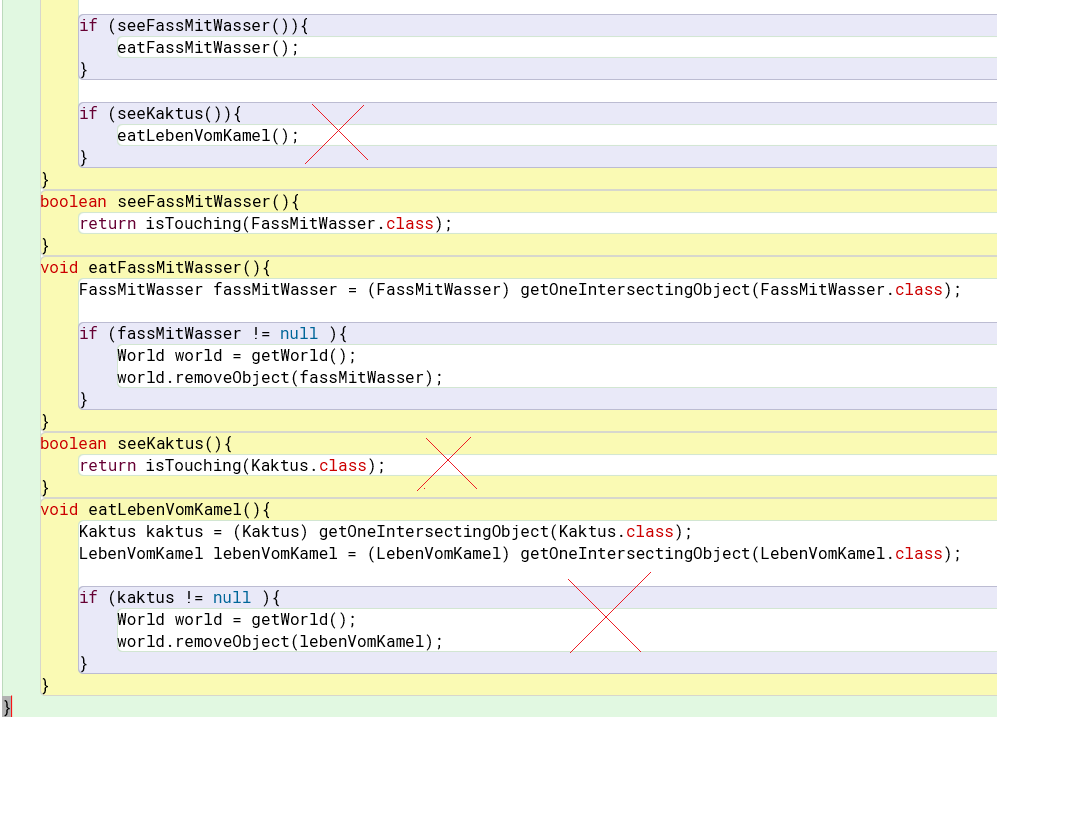 if (seeFassMitWasser()){
eatFassMitWasser();
}
if (seeKaktus()){
eatLebenVomKamel();
}
}
boolean seeFassMitWasser(){
return isTouching(FassMitWasser.class);
}
void eatFassMitWasser(){
FassMitWasser fassMitWasser = (FassMitWasser) getOneIntersectingObject(FassMitWasser.class);
if (fassMitWasser != null ){
World world = getWorld();
world.removeObject(fassMitWasser);
}
}
boolean seeKaktus(){
return isTouching(Kaktus.class);
}
void eatLebenVomKamel(){
Kaktus kaktus = (Kaktus) getOneIntersectingObject(Kaktus.class);
LebenVomKamel lebenVomKamel = (LebenVomKamel) getOneIntersectingObject(LebenVomKamel.class);
if (kaktus != null ){
World world = getWorld();
world.removeObject(lebenVomKamel);
}
}
}